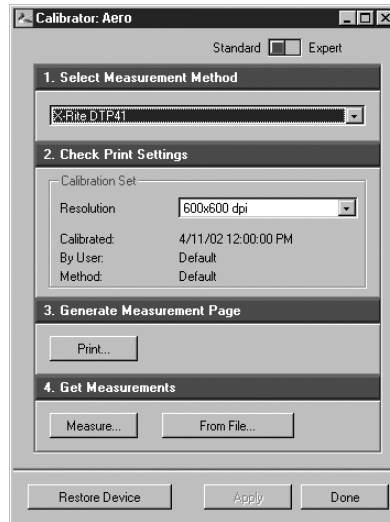 Calibrator: Aero
Standard Expert
1. Select Measurement Method
X-Rite DTP41
2. Check Print Settings
Calibration Set
Resolution 600x600 dpi
Calibrated: 4/11/02 12:00:00 PM
By User: Default
Method: Default
3. Generate Measurement Page
Print...
4. Get Measurements
Measure... From File...
Restore Device Apply Done